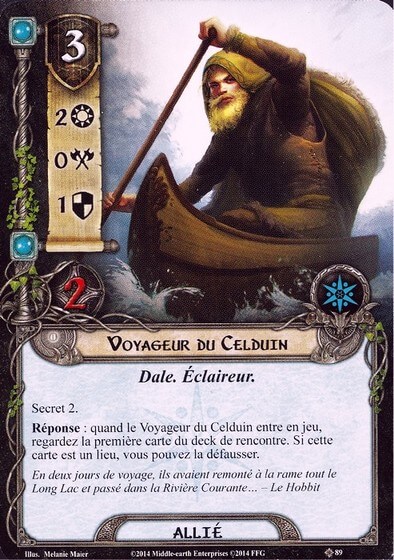 3
2
0
1
2
Voyageur du Celduin
Dale. Éclaireur.
Secret 2.
Réponse : quand le Voyageur du Celduin entre en jeu,
regardez la première carte du deck de rencontre. Si cette
carte est un lieu, vous pouvez la défausser.
En deux jours de voyage, ils avaient remonté à la rame tout le
Long Lac et passé dans la Rivière Courante... – Le Hobbit
ALLIÉ
Illus. Melanie Maier ©2014 Middle-earth Enterprises ©2014 FFG 89